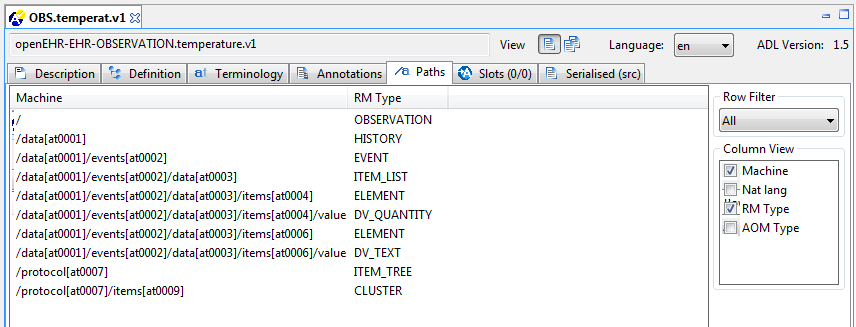 OBS.temperat.v1
openEHR-EHR-OBSERVATION.temperature.v1 View Language: en ADL Version: 1.5
Description Definition Terminology Annotations Paths Slots (0/0) Serialised (src)
Machine RM Type
/ OBSERVATION
/data[at0001] HISTORY
/data[at0001]/events[at0002] EVENT
/data[at0001]/events[at0002]/data[at0003] ITEM_LIST
/data[at0001]/events[at0002]/data[at0003]/items[at0004] ELEMENT
/data[at0001]/events[at0002]/data[at0003]/items[at0004]/value DV_QUANTITY
/data[at0001]/events[at0002]/data[at0003]/items[at0006] ELEMENT
/data[at0001]/events[at0002]/data[at0003]/items[at0006]/value DV_TEXT
/protocol[at0007] ITEM_TREE
/protocol[at0007]/items[at0009] CLUSTER
Row Filter
All
Column View
Machine
Nat lang
RM Type
AOM Type